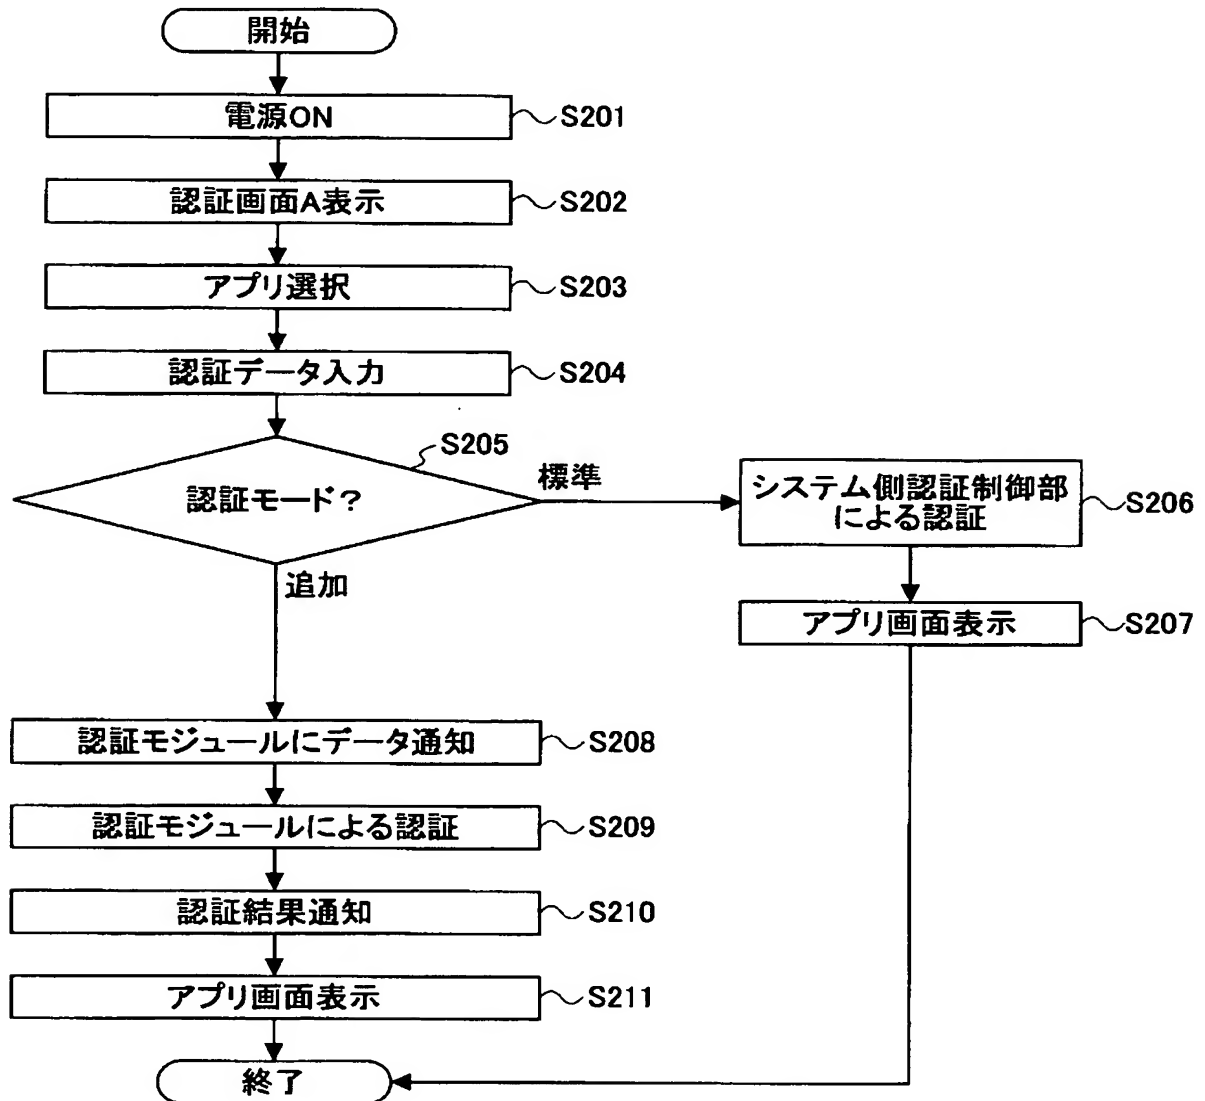 開始
電源ON
S201
認証画面A表示
S202
アプリ選択
S203
認証データ入力
S204
S205
認証モード?
標準
システム側認証制御部
による認証
S206
アプリ画面表示
S207
追加
認証モジュールにデータ通知
S208
認証モジュールによる認証
S209
認証結果通知
S210
アプリ画面表示
S211
終了